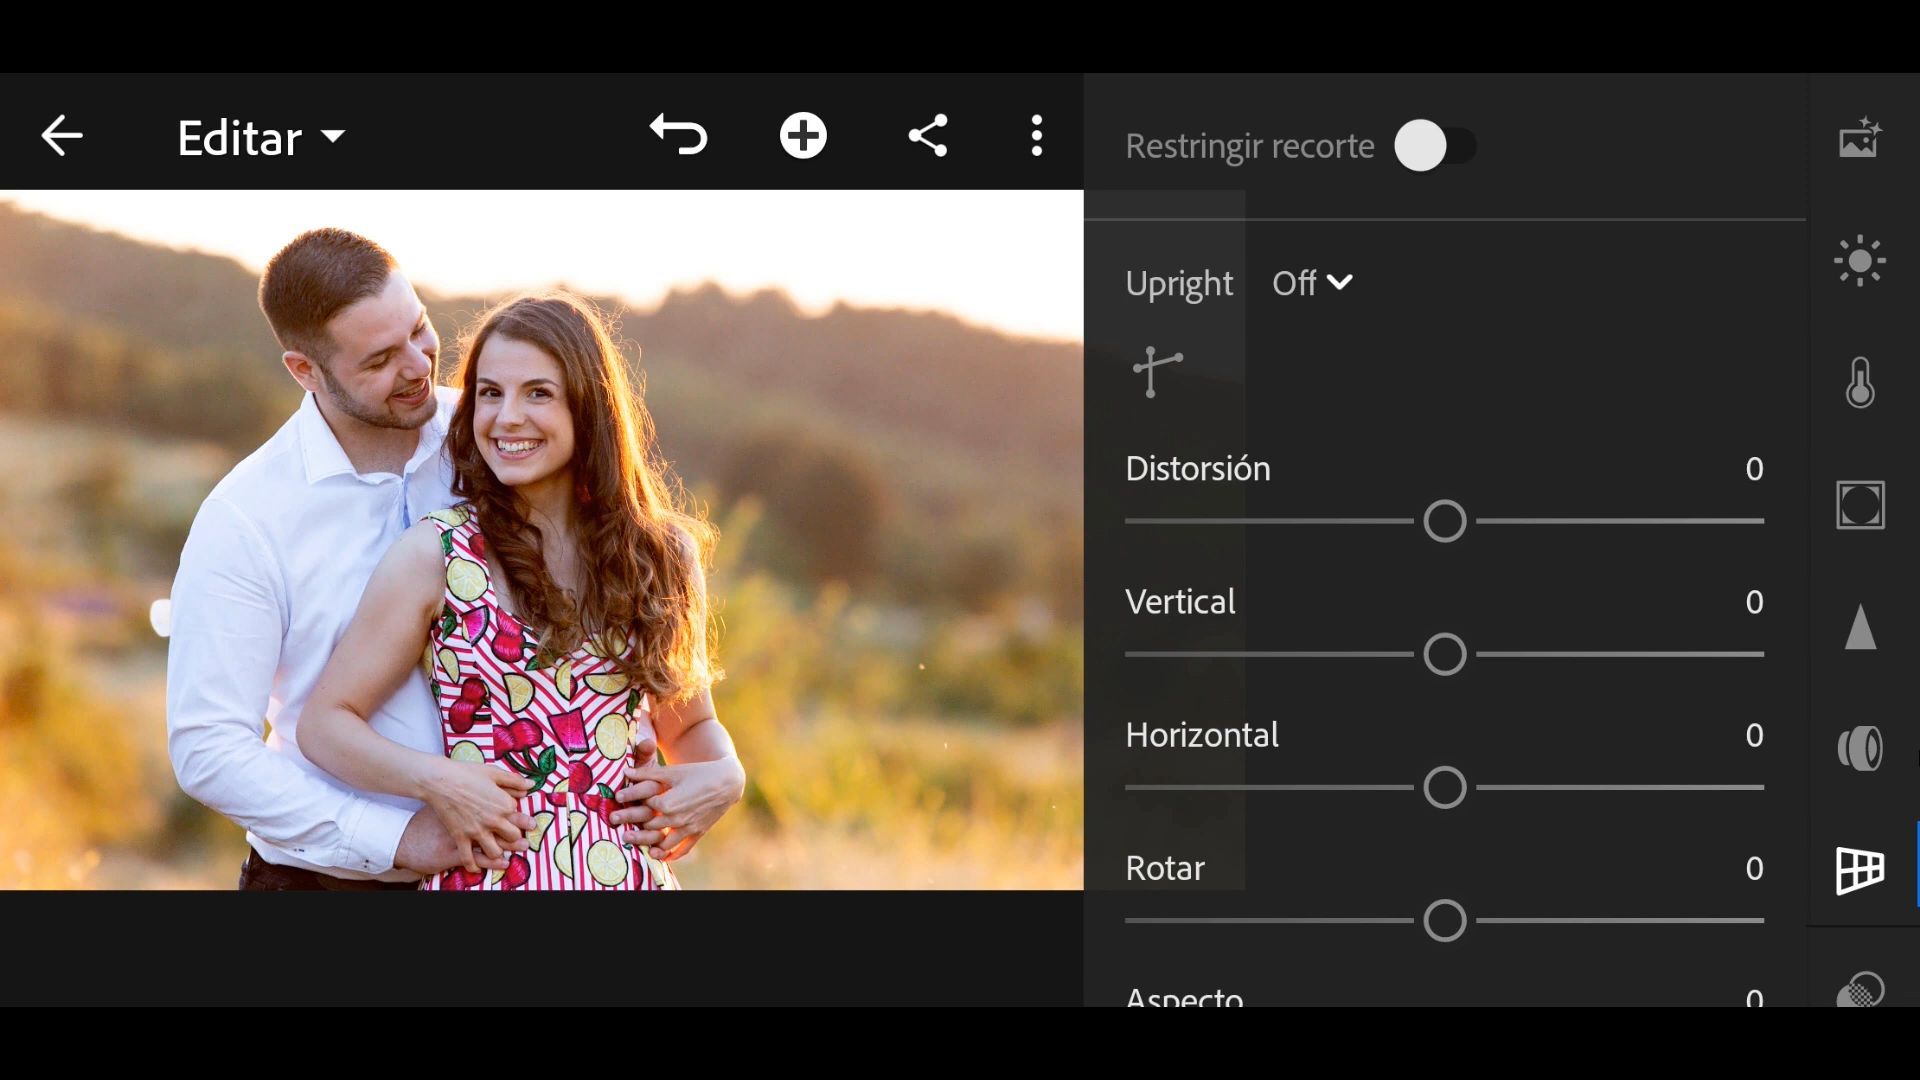 Editar
Restringir recorte
Upright Off
Distorsión 0
Vertical 0
Horizontal 0
Rotar 0
Aspecto 0